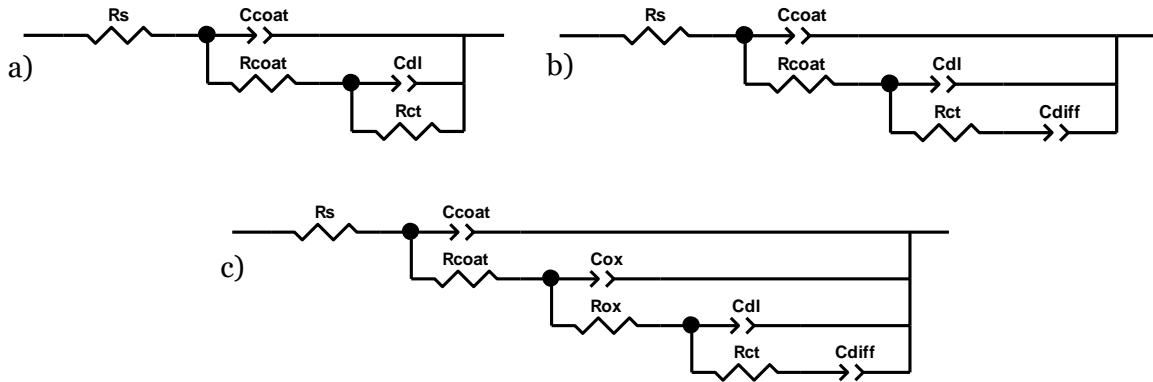 Rs Ccoat
Rcoat Cdl
a)
Rct
Rs Ccoat
b)
Rcoat Cdl
Rct Cdiff
Rs Ccoat
c)
Rcoat Cox
Rox Cdl
Rct Cdiff